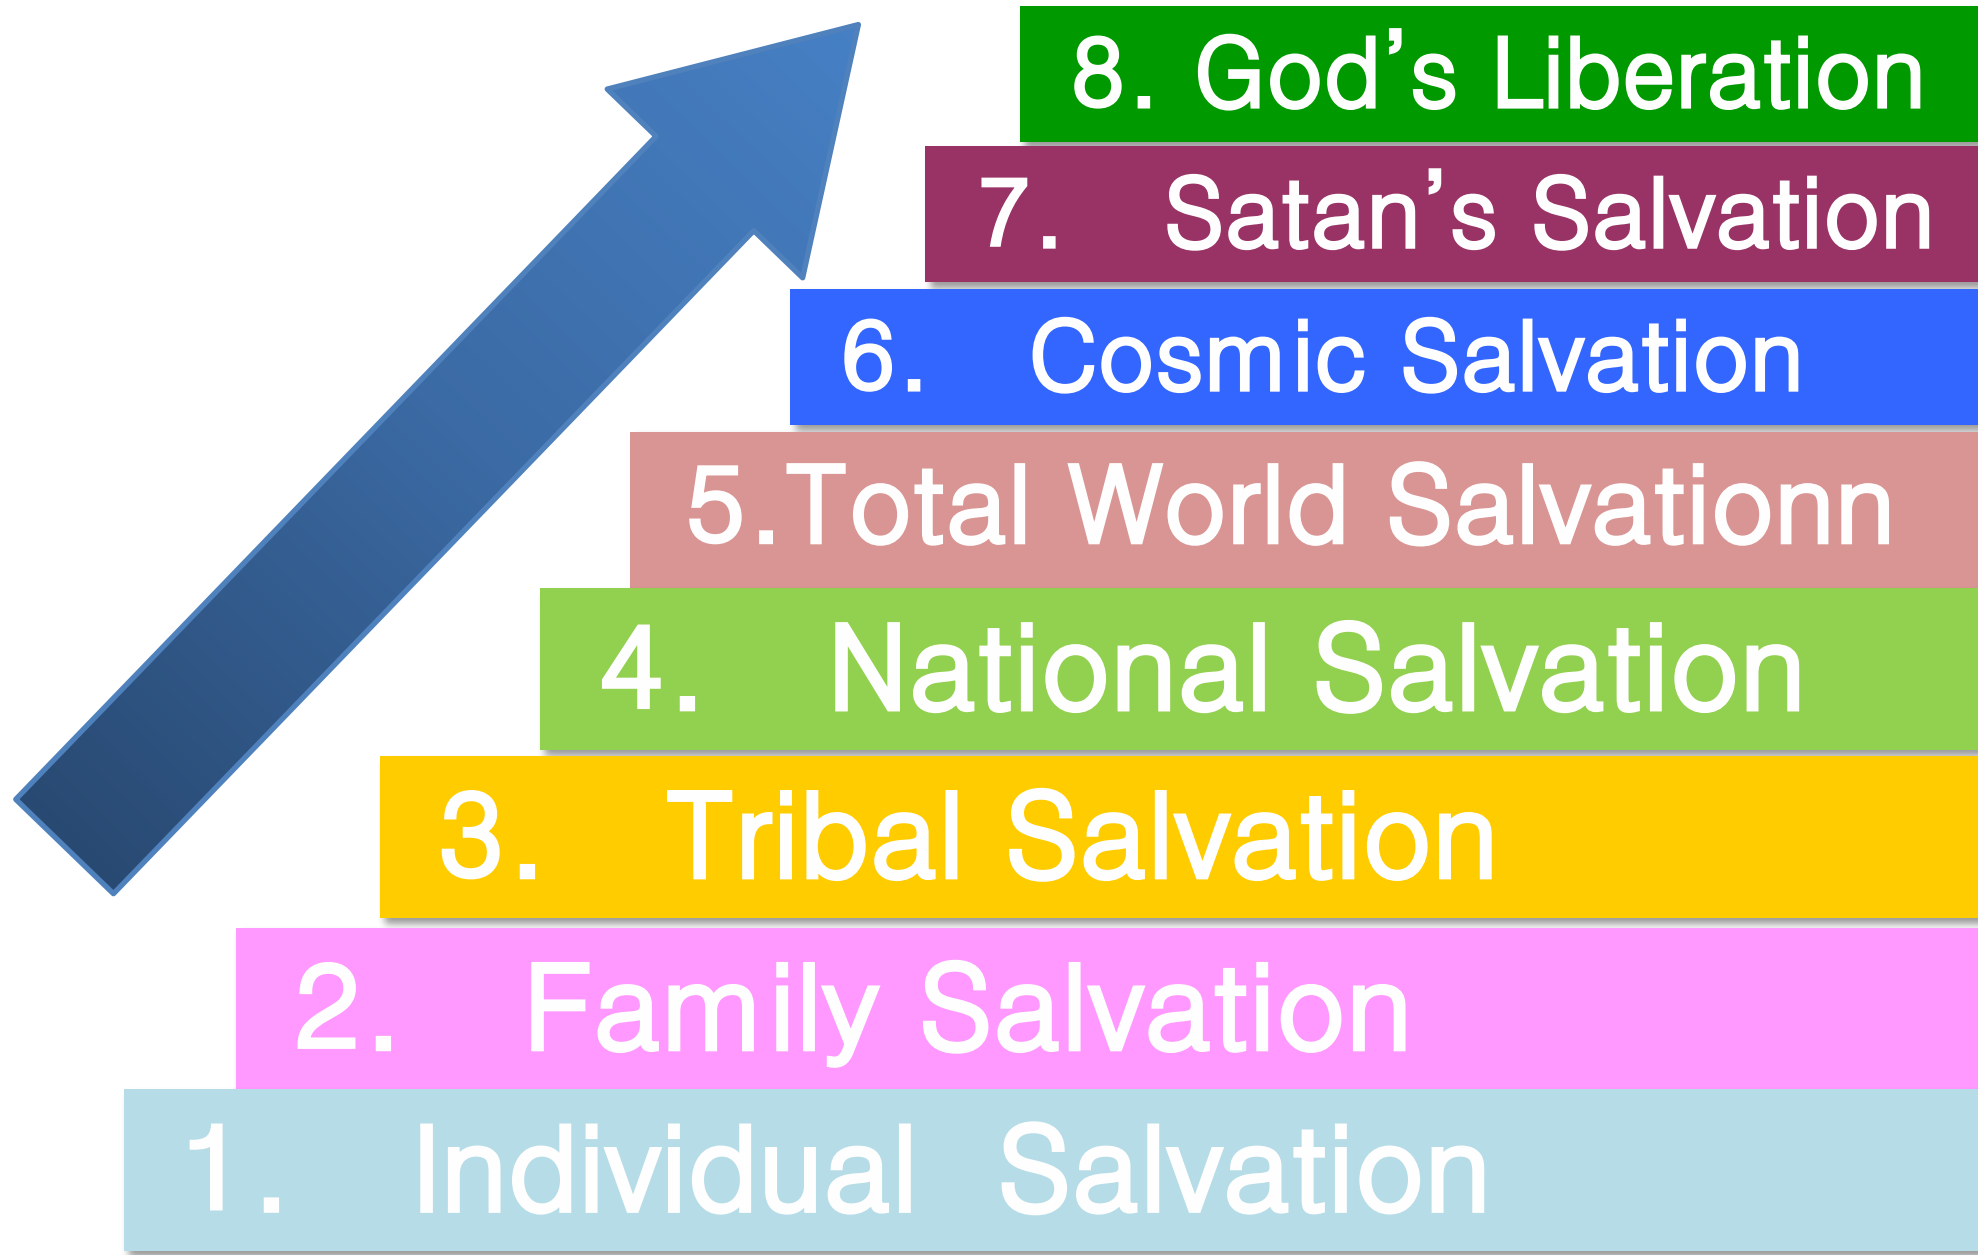 8. God’s Liberation
7. Satan’s Salvation
6. Cosmic Salvation
5.Total World Salvationn
4. National Salvation
3. Tribal Salvation
2. Family Salvation
1. Individual Salvation